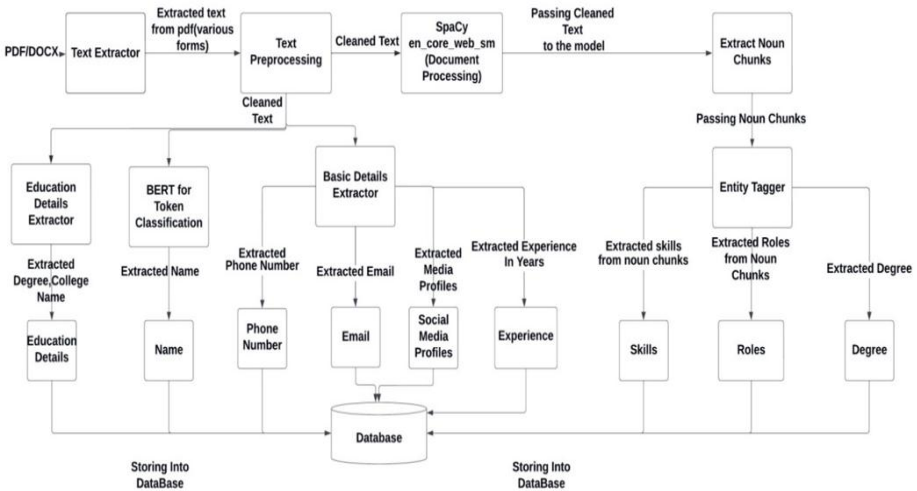 PDF/DOCX
Text Extractor
Extracted text
from pdf(various
forms)
Text
Preprocessing
Cleaned Text
SpaCy
en_core_web_sm
(Document
Processing)
Passing Cleaned
Text
to the model
Extract Noun
Chunks
Cleaned
Text
Passing Noun Chunks
Education
Details
Extractor
BERT for
Token
Classification
Basic Details
Extractor
Entity Tagger
Extracted
Degree,College
Name
Extracted Name
Extracted
Phone Number
Extracted Email
Extracted
Media
Profiles
Extracted Experience
In Years
Extracted skills
from noun chunks
Extracted Roles
from Noun
Chunks
Extracted Degree
Education
Details
Name
Phone
Number
Email
Social
Media
Profiles
Experience
Skills
Roles
Degree
Database
Storing Into
DataBase
Storing Into
DataBase